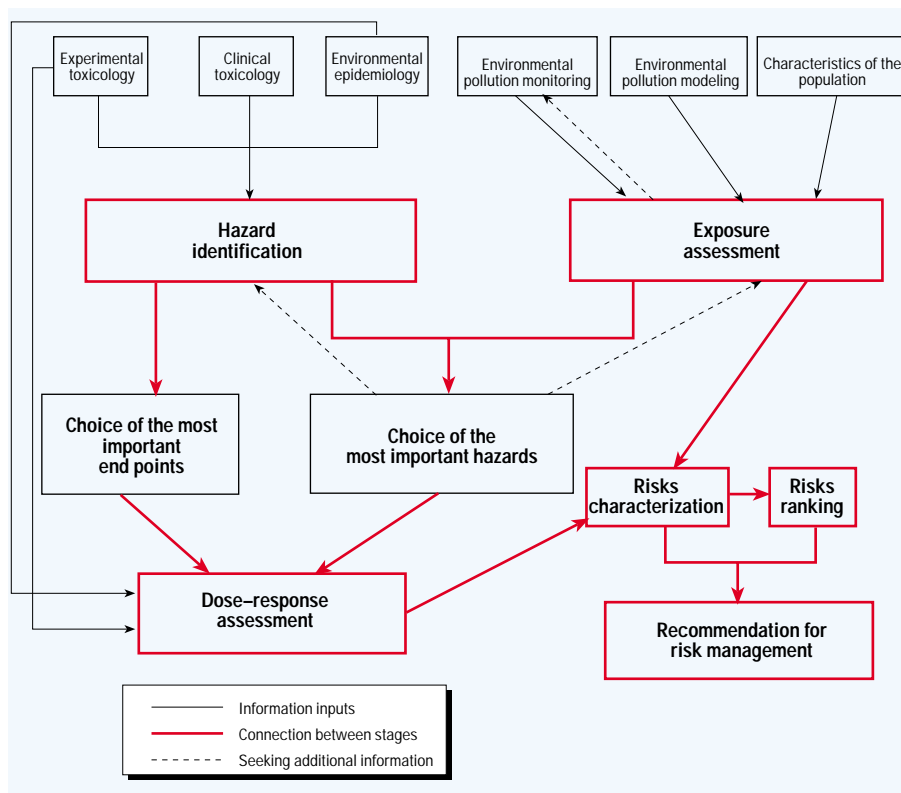 Experimental
toxicology
Clinical
toxicology
Environmental
epidemiology
Environmental
pollution monitoring
Environmental
pollution modeling
Characteristics of the
population
Hazard
identification
Exposure
assessment
Choice of the most
important
end points
Choice of the
most important hazards
Risks
characterization
Risks
ranking
Dose–response
assessment
Recommendation for
risk management
Information inputs
Connection between stages
Seeking additional information